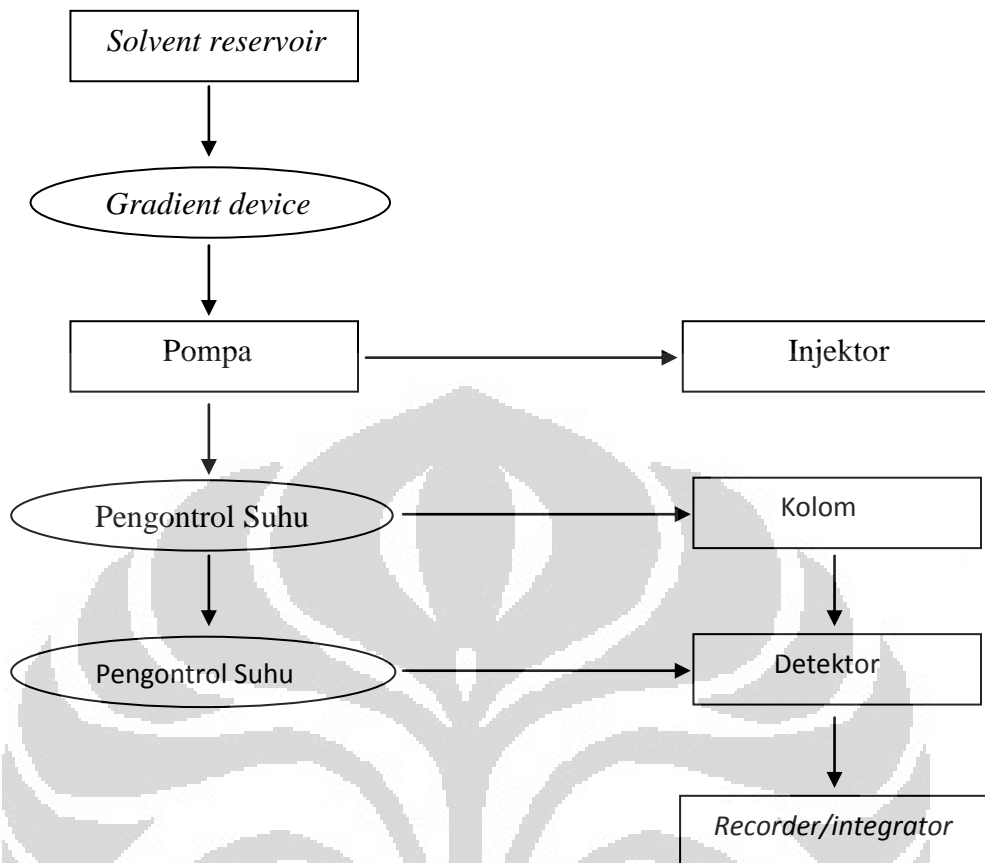 Solvent reservoir
Gradient device
Pompa
Injektor
Pengontrol Suhu
Kolom
Pengontrol Suhu
Detektor
Recorder/integrator